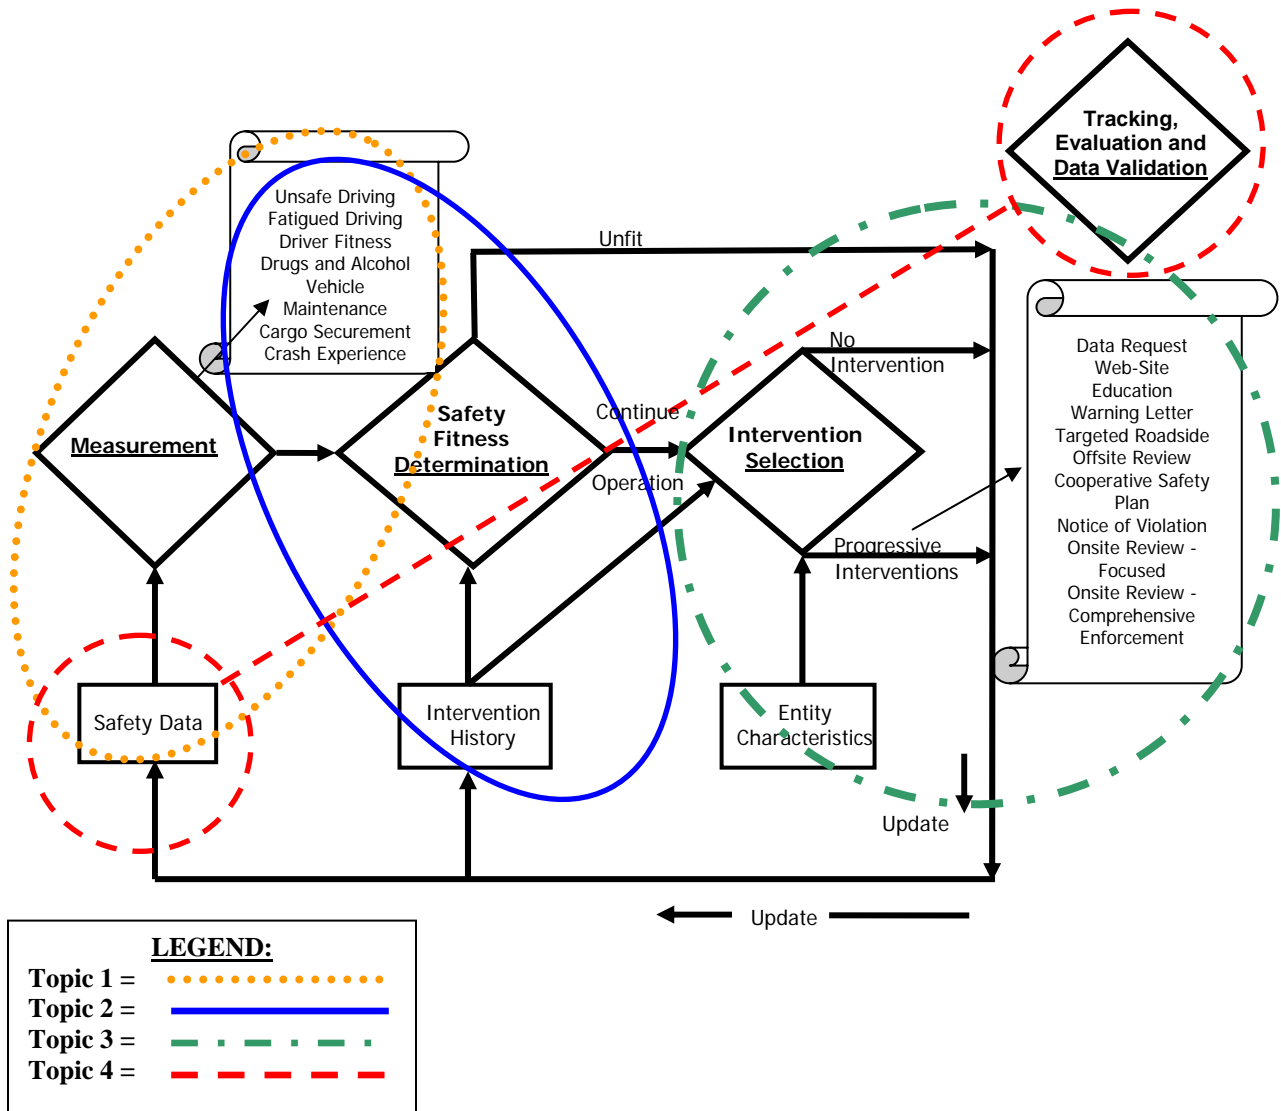 Tracking,
Evaluation and
Data Validation
Unsafe Driving
Fatigued Driving
Driver Fitness
Drugs and Alcohol
Vehicle
Maintenance
Cargo Securement
Crash Experience
Unfit
No
Intervention
Data Request
Web-Site
Education
Warning Letter
Targeted Roadside
Offsite Review
Cooperative Safety
Plan
Notice of Violation
Onsite Review -
Focused
Onsite Review -
Comprehensive
Enforcement
Measurement
Safety
Fitness
Determination
Continue
Operation
Intervention
Selection
Progressive
Interventions
Safety Data
Intervention
History
Entity
Characteristics
Update
Update
LEGEND:
Topic 1 =
Topic 2 =
Topic 3 =
Topic 4 =